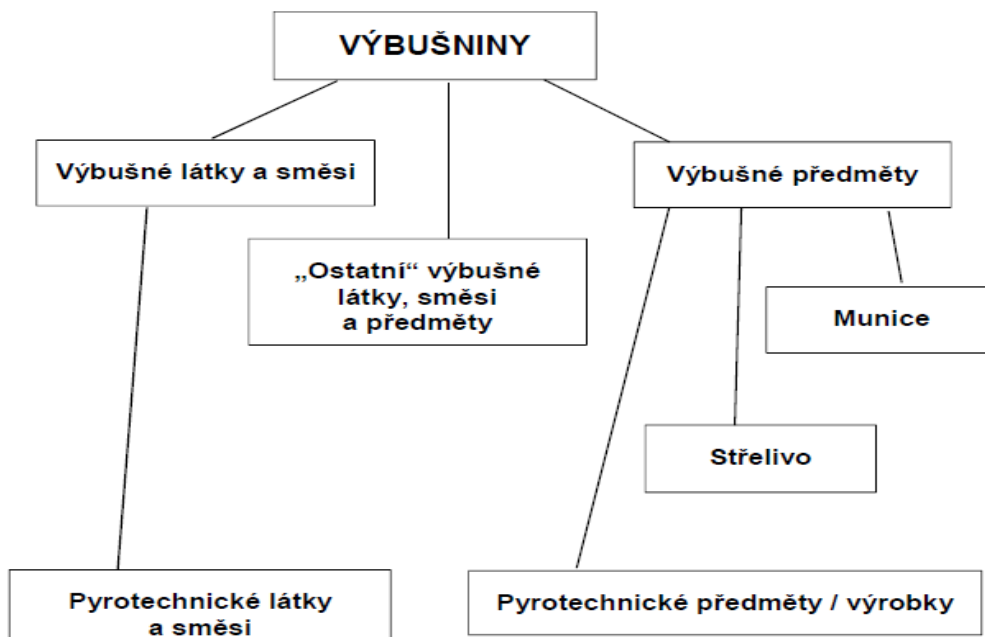 VÝBUŠNINY
Výbušné látky a směsi
Výbušné předměty
„Ostatní“ výbušné
látky, směsi
a předměty
Munice
Střelivo
Pyrotechnické látky
a směsi
Pyrotechnické předměty / výrobky